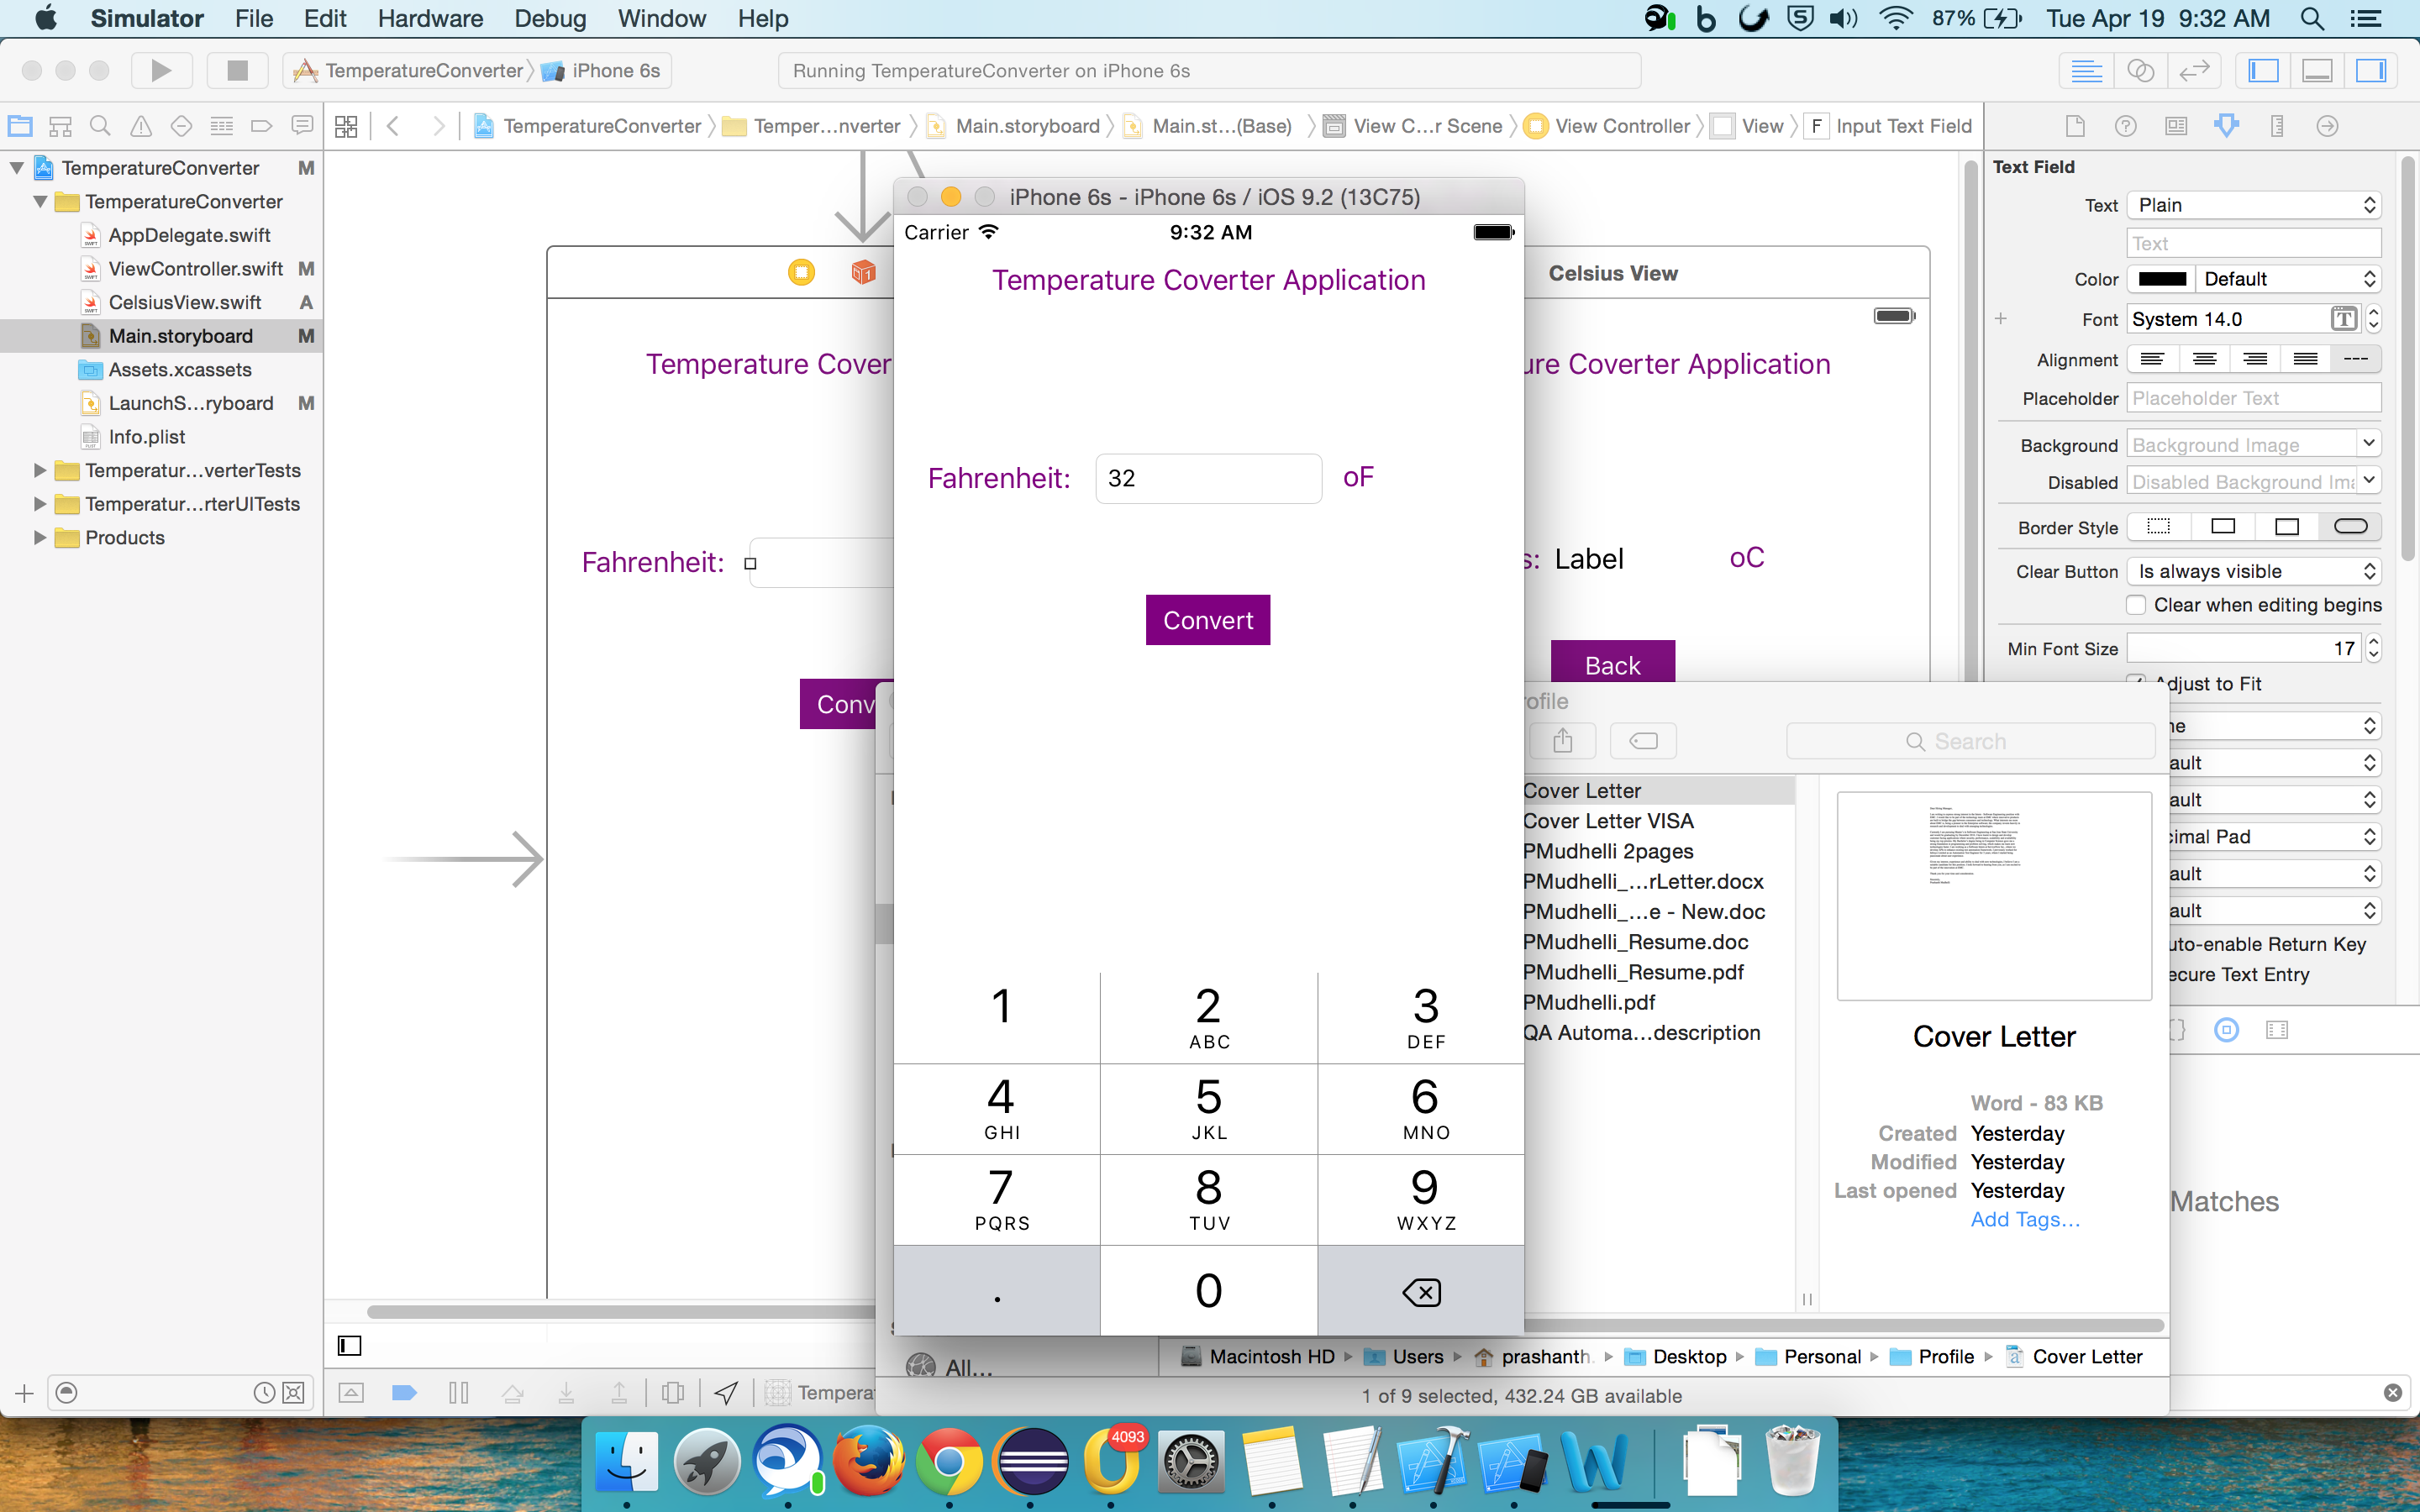 Simulator File Edit Hardware Debug Window Help 87% Tue Apr 19 9:32 AM
TemperatureConverter iPhone 6s Running TemperatureConverter on iPhone 6s
TemperatureConverter Temper...nverter Main.storyboard Main.st...(Base) View C...r Scene View Controller View F Input Text Field
TemperatureConverter M
TemperatureConverter
AppDelegate.swift
ViewController.swift M
CelsiusView.swift A
Main.storyboard M
Assets.xcassets
LaunchS...ryboard M
Info.plist
Temperatur...verterTests
Temperatur...rterUITests
Products
Temperature Cover
Fahrenheit:
Conv
iPhone 6s - iPhone 6s / iOS 9.2 (13C75)
Carrier 9:32 AM
Temperature Coverter Application
Fahrenheit: 32 oF
Convert
1 2 ABC 3 DEF
4 GHI 5 JKL 6 MNO
7 PQRS 8 TUV 9 WXYZ
. 0
Celsius View
ure Coverter Application
s: Label oC
Back
Text Field
Text Plain
Text
Color Default
Font System 14.0 T
Alignment
Placeholder Placeholder Text
Background Background Image
Disabled Disabled Background Ima
Border Style
Clear Button Is always visible
Clear when editing begins
Min Font Size 17
Adjust to Fit
ne
ault
ault
cimal Pad
ault
ault
uto-enable Return Key
ecure Text Entry
Matches
ofile
Search
Cover Letter
Cover Letter VISA
PMudhelli 2pages
PMudhelli_...rLetter.docx
PMudhelli_...e - New.doc
PMudhelli_Resume.doc
PMudhelli_Resume.pdf
PMudhelli.pdf
QA Automa...description
Cover Letter
Word - 83 KB
Created Yesterday
Modified Yesterday
Last opened Yesterday
Add Tags...
All...
Macintosh HD Users prashanth Desktop Personal Profile Cover Letter
1 of 9 selected, 432.24 GB available
Tempera
4093